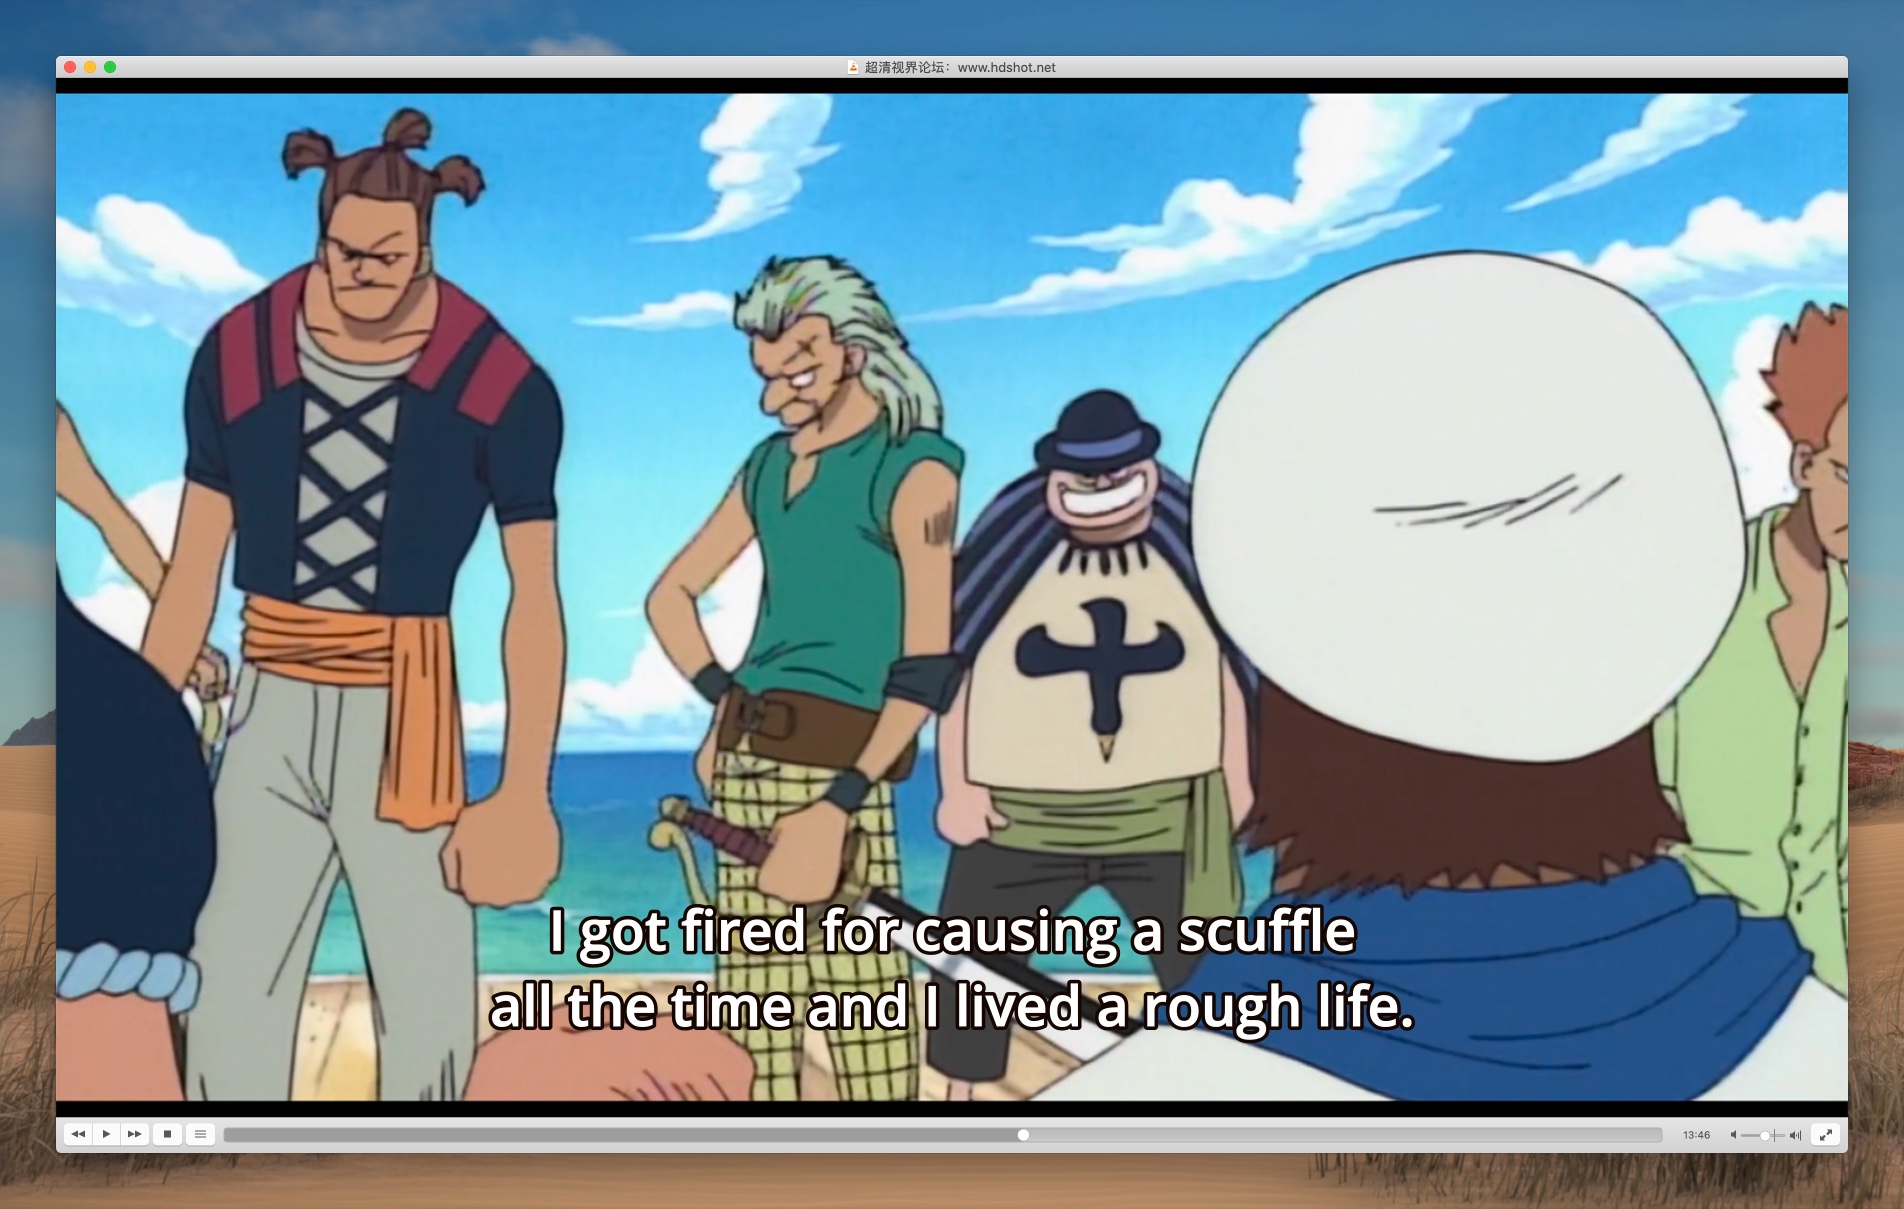 超清视界论坛：www.hdshot.net
I got fired for causing a scuffle
all the time and I lived a rough life.
13:46